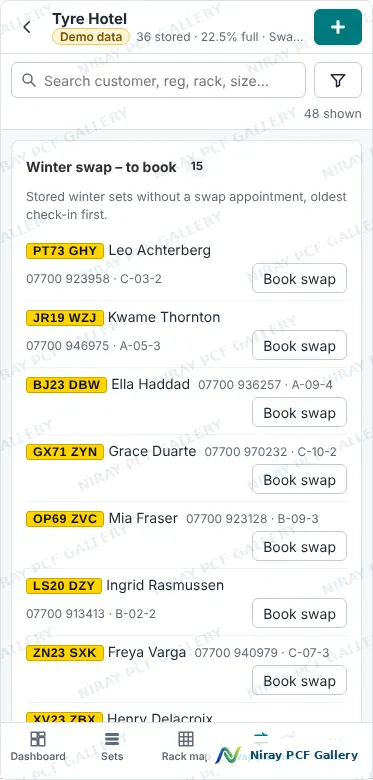 Tyre Hotel
Demo data 36 stored · 22.5% full · Swa...
Search customer, reg, rack, size...
48 shown
Winter swap – to book 15
Stored winter sets without a swap appointment, oldest
check-in first.
PT73 GHY Leo Achterberg
07700 923958 · C-03-2
Book swap
JR19 WZJ Kwame Thornton
07700 946975 · A-05-3
Book swap
BJ23 DBW Ella Haddad 07700 936257 · A-09-4
Book swap
GX71 ZYN Grace Duarte 07700 970232 · C-10-2
Book swap
OP69 ZVC Mia Fraser 07700 923128 · B-09-3
Book swap
LS20 DZY Ingrid Rasmussen
07700 913413 · B-02-2
Book swap
ZN23 SXK Freya Varga 07700 940979 · C-07-3
Book swap
XV23 ZBX Henry Delacroix
Dashboard Sets Rack map
Niray PCF Gallery
NIRAY PCF GALLERY